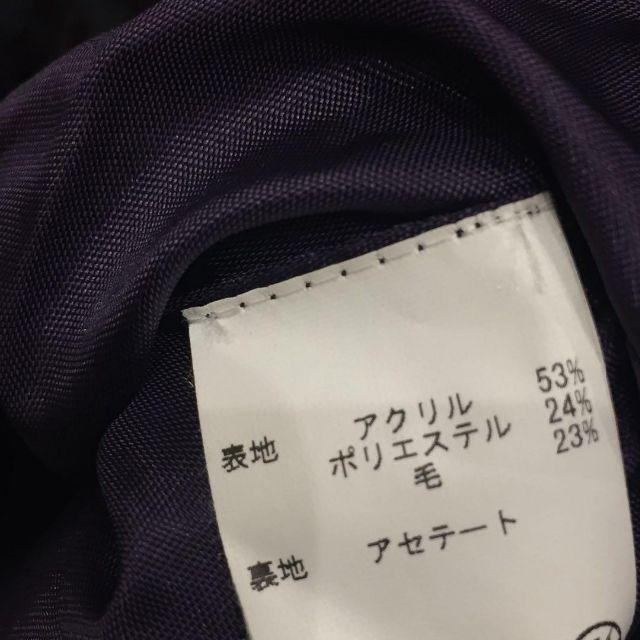 表地 アクリル 53%
ポリエステル 24%
毛 23%
裏地 アセテート